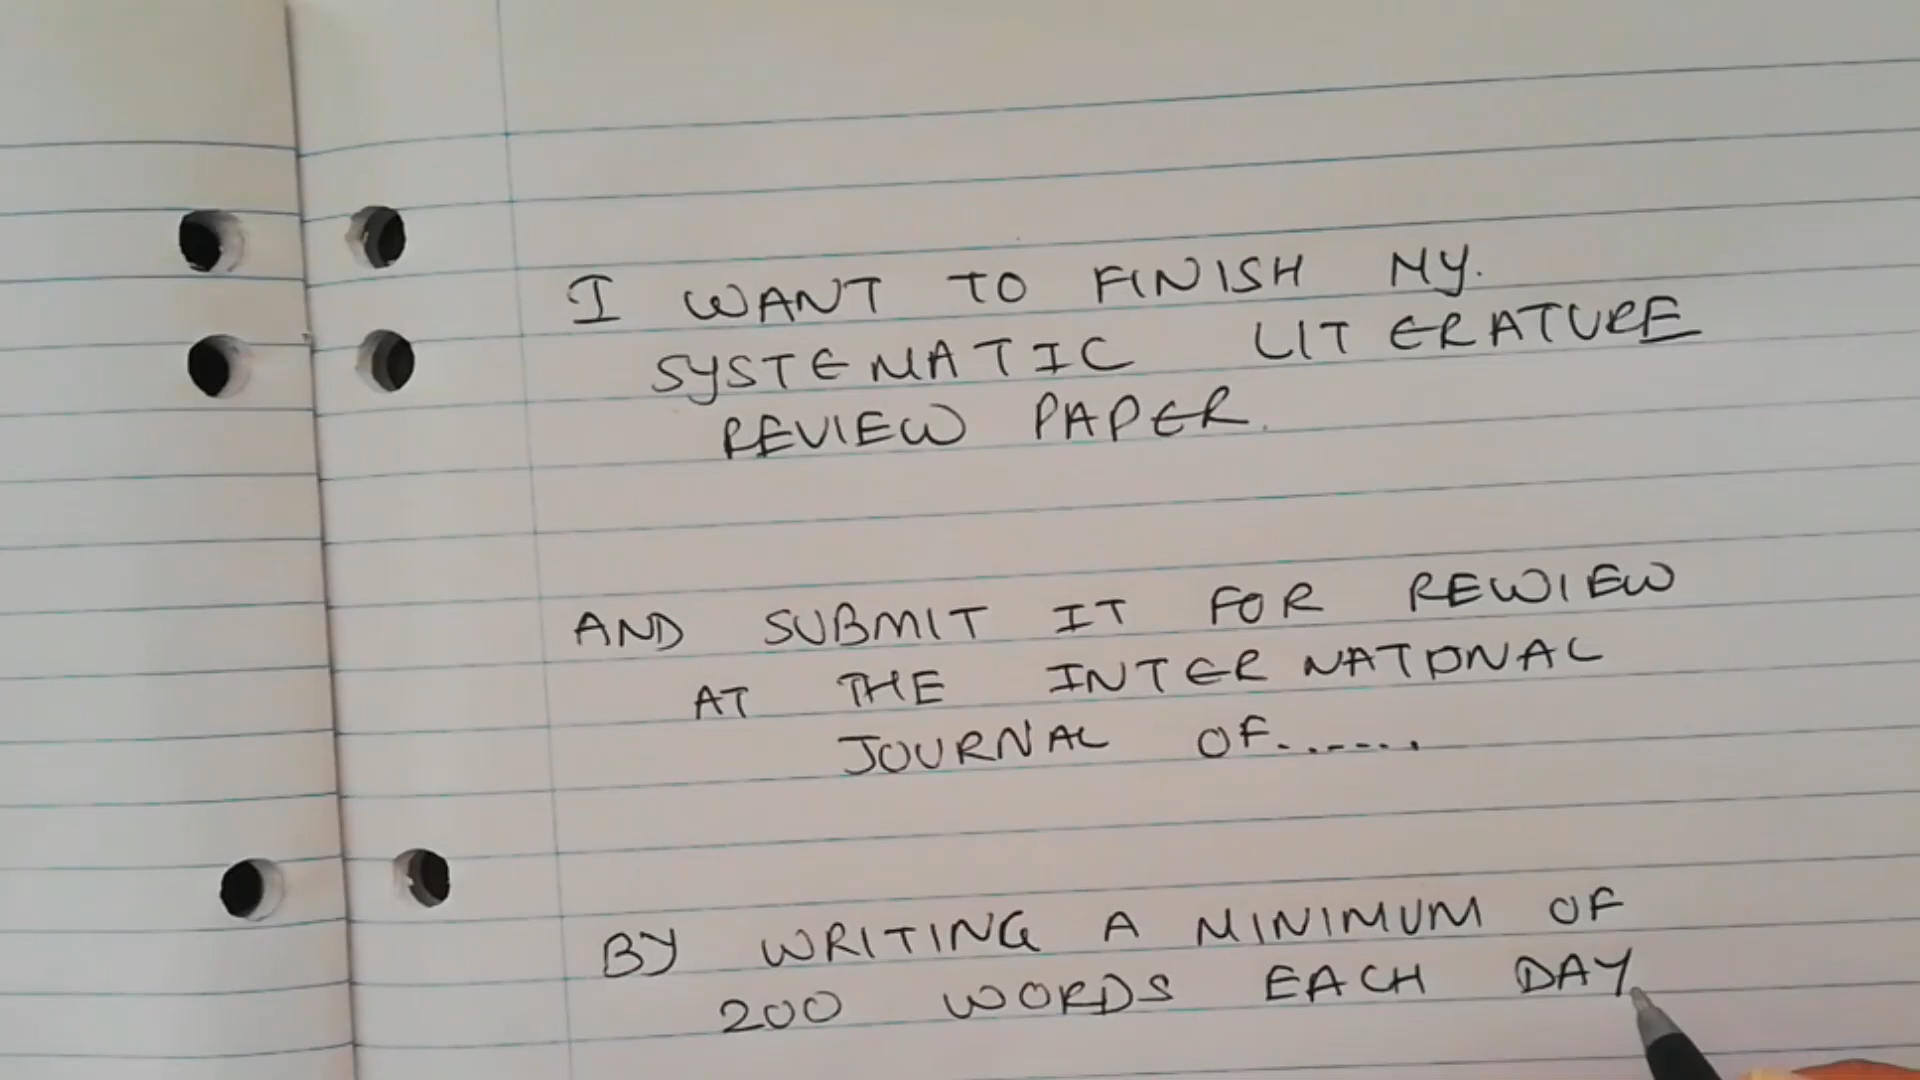 I WANT TO FINISH MY.
SYSTEMATIC LITERATURE
REVIEW PAPER.
AND SUBMIT IT FOR REWIEW
AT THE INTERNATIONAL
JOURNAL OF.......
BY WRITING A MINIMUM OF
200 WORDS EACH DAY